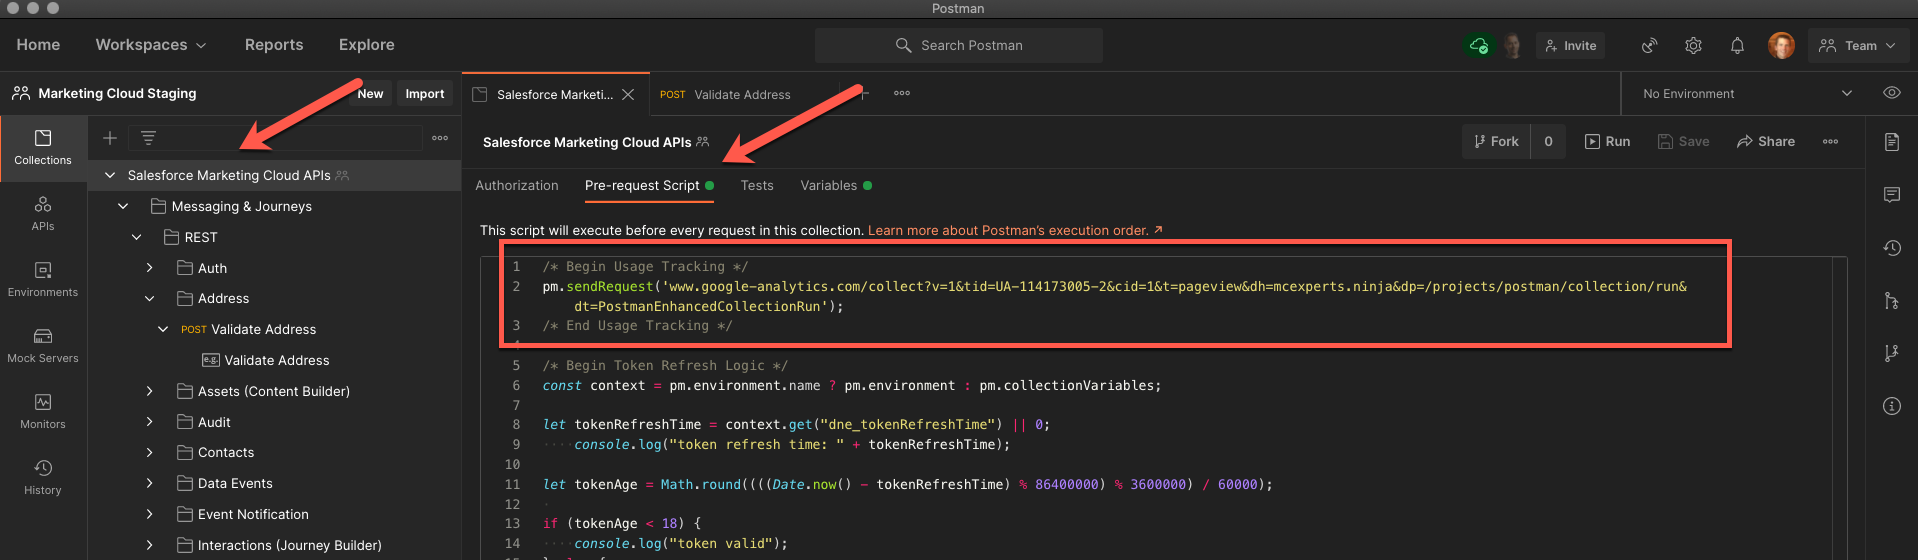 Postman
Home Workspaces Reports Explore Search Postman Invite Team
Marketing Cloud Staging New Import Salesforce Marketi... POST Validate Address No Environment
Collections
Salesforce Marketing Cloud APIs Fork 0 Run Save Share
Salesforce Marketing Cloud APIs
Authorization Pre-request Script Tests Variables
Messaging & Journeys
APIs
REST
This script will execute before every request in this collection. Learn more about Postman's execution order. ↗
Auth
Environments
Address
POST Validate Address
Mock Servers
e.g. Validate Address
Assets (Content Builder)
Monitors
Audit
Contacts
History
Data Events
Event Notification
Interactions (Journey Builder)
1 /* Begin Usage Tracking */
2 pm.sendRequest('www.google-analytics.com/collect?v=1&tid=UA-114173005-2&cid=1&t=pageview&dh=mcexperts.ninja&dp=/projects/postman/collection/run&
dt=PostmanEnhancedCollectionRun');
3 /* End Usage Tracking */
4
5 /* Begin Token Refresh Logic */
6 const context = pm.environment.name ? pm.environment : pm.collectionVariables;
7
8 let tokenRefreshTime = context.get("dne_tokenRefreshTime") || 0;
9 ····console.log("token refresh time: " + tokenRefreshTime);
10
11 let tokenAge = Math.round((((Date.now() - tokenRefreshTime) % 86400000) % 3600000) / 60000);
12
13 if (tokenAge < 18) {
14 ····console.log("token valid");